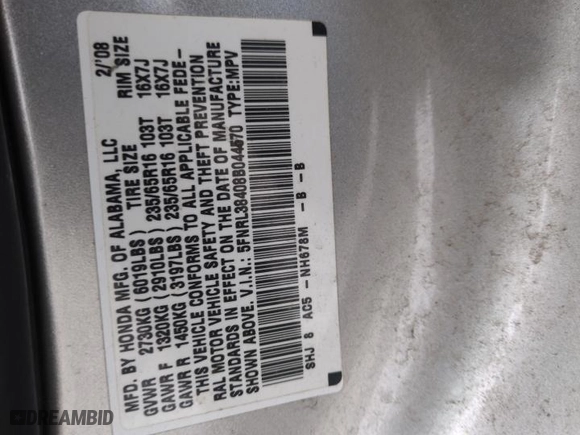 MFD. BY HONDA MFG. OF ALABAMA, LLC 2/'08
GVWR 2730KG (6019LBS) TIRE SIZE RIM SIZE
GAWR F 1320KG (2910LBS) 235/65R16 103T 16X7J
GAWR R 1450KG (3197LBS) 235/65R16 103T 16X7J
THIS VEHICLE CONFORMS TO ALL APPLICABLE FEDE-
RAL MOTOR VEHICLE SAFETY AND THEFT PREVENTION
STANDARDS IN EFFECT ON THE DATE OF MANUFACTURE
SHOWN ABOVE. V.I.N.: 5FNRL38408B044570 TYPE:MPV
SHJ 8 AC5 -NH678M - B - B
DREAMBID